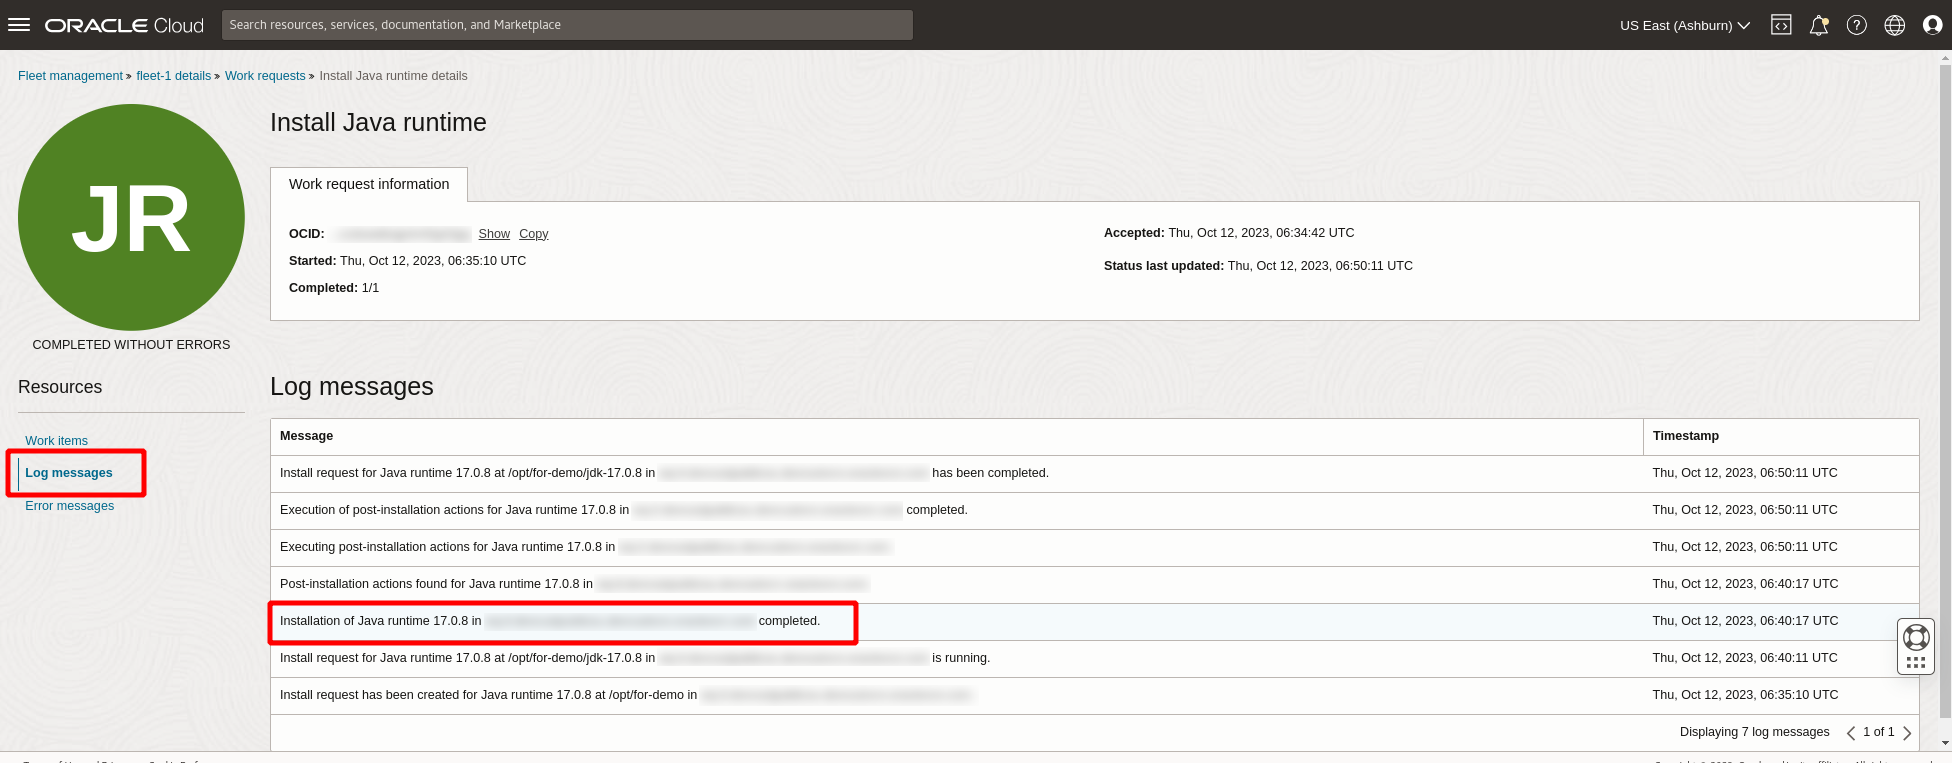 ORACLE Cloud
Search resources, services, documentation, and Marketplace
US East (Ashburn)
Fleet management » fleet-1 details » Work requests » Install Java runtime details
JR
COMPLETED WITHOUT ERRORS
Install Java runtime
Work request information
OCID: Show Copy
Started: Thu, Oct 12, 2023, 06:35:10 UTC
Completed: 1/1
Accepted: Thu, Oct 12, 2023, 06:34:42 UTC
Status last updated: Thu, Oct 12, 2023, 06:50:11 UTC
Resources
Work items
Log messages
Error messages
Log messages
Message Timestamp
Install request for Java runtime 17.0.8 at /opt/for-demo/jdk-17.0.8 in has been completed. Thu, Oct 12, 2023, 06:50:11 UTC
Execution of post-installation actions for Java runtime 17.0.8 in completed. Thu, Oct 12, 2023, 06:50:11 UTC
Executing post-installation actions for Java runtime 17.0.8 in Thu, Oct 12, 2023, 06:50:11 UTC
Post-installation actions found for Java runtime 17.0.8 in Thu, Oct 12, 2023, 06:40:17 UTC
Installation of Java runtime 17.0.8 in completed. Thu, Oct 12, 2023, 06:40:17 UTC
Install request for Java runtime 17.0.8 at /opt/for-demo/jdk-17.0.8 in is running. Thu, Oct 12, 2023, 06:40:11 UTC
Install request has been created for Java runtime 17.0.8 at /opt/for-demo in Thu, Oct 12, 2023, 06:35:10 UTC
Displaying 7 log messages 1 of 1